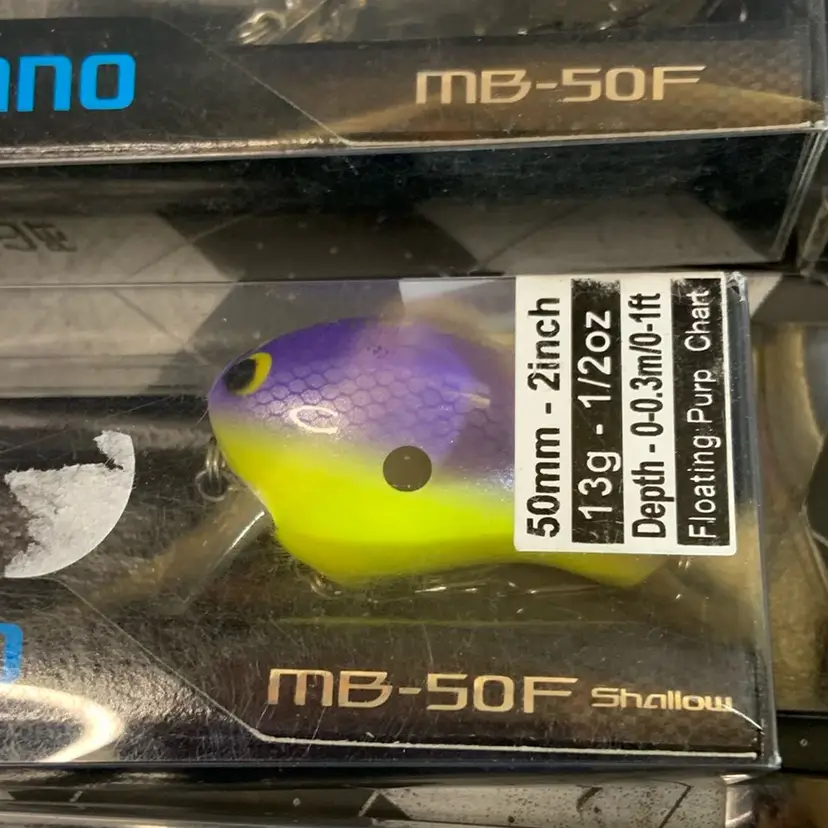 MB-50F
50mm - 2inch
13g - 1/2oz
Depth - 0-0.3m/0-1ft
Floating Purp Chart
MB-50F Shallow